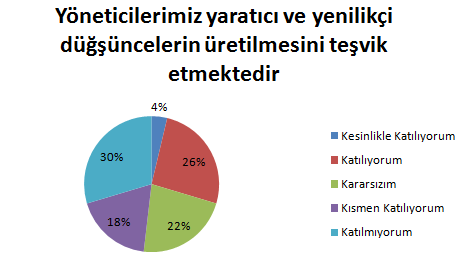 Yöneticilerimiz yaratıcı ve yenilikçi
düğşüncelerin üretilmesini teşvik
etmektedir
4%
26%
22%
18%
30%
Kesinlikle Katılıyorum
Katılıyorum
Kararsızım
Kısmen Katılıyorum
Katılmıyorum